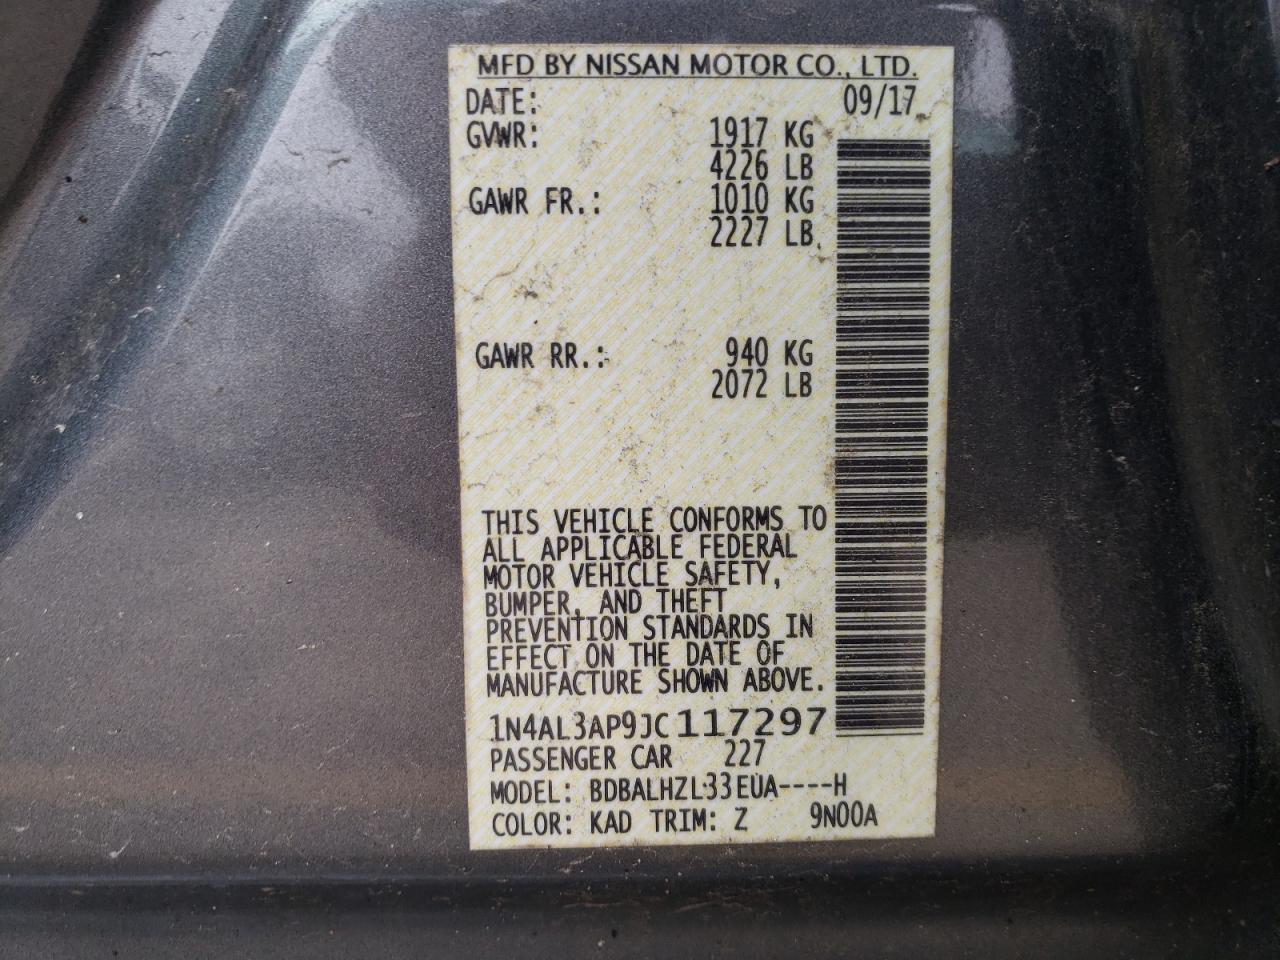 MFD BY NISSAN MOTOR CO., LTD.
DATE: 09/17
GVWR: 1917 KG
4226 LB
GAWR FR.: 1010 KG
2227 LB
GAWR RR.: 940 KG
2072 LB
THIS VEHICLE CONFORMS TO
ALL APPLICABLE FEDERAL
MOTOR VEHICLE SAFETY,
BUMPER, AND THEFT
PREVENTION STANDARDS IN
EFFECT ON THE DATE OF
MANUFACTURE SHOWN ABOVE.
1N4AL3AP9JC117297
PASSENGER CAR 227
MODEL: BDBALHZL33EUA----H
COLOR: KAD TRIM: Z 9N00A